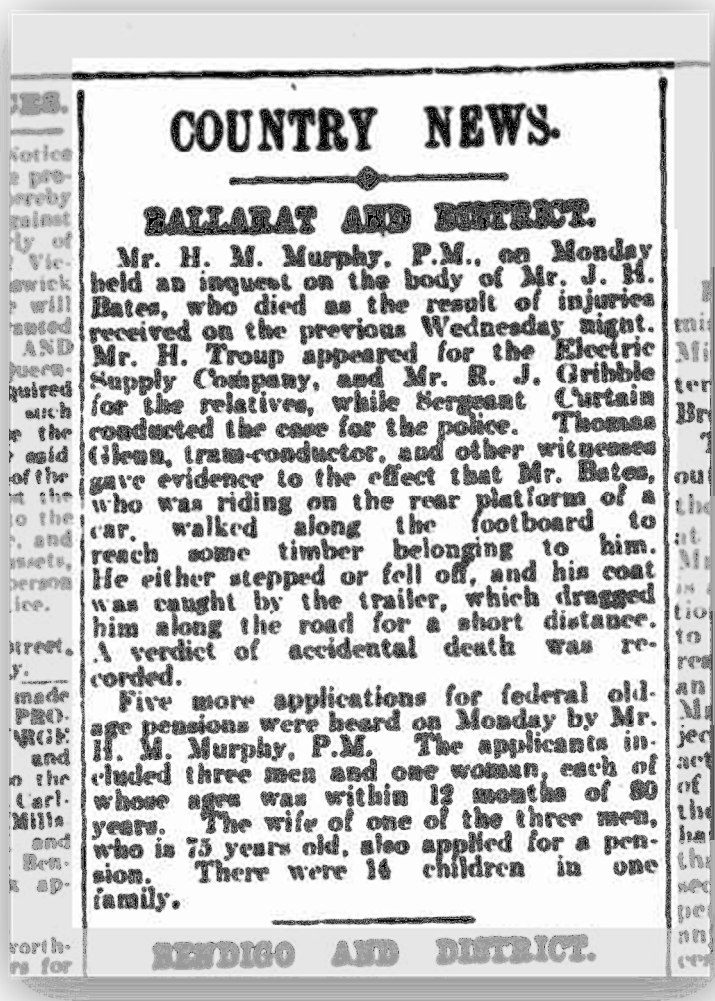 COUNTRY NEWS.
BALLARAT AND DISTRICT.
Mr. H. M. Murphy, P.M., on Monday
held an inquest on the body of Mr. J. H.
Bates, who died as the result of injuries
received on the previous Wednesday night.
Mr. H. Troup appeared for the Electric
Supply Company, and Mr. R. J. Gribble
for the relatives, while Sergeant Curtain
conducted the case for the police. Thomas
Glenn, tram-conductor, and other witnesses
gave evidence to the effect that Mr. Bates,
who was riding on the rear platform of a
car, walked along the footboard to
reach some timber belonging to him.
He either stepped or fell off, and his coat
was caught by the trailer, which dragged
him along the road for a short distance.
A verdict of accidental death was re-
corded.
Five more applications for federal old-
age pensions were heard on Monday by Mr.
H. M. Murphy, P.M. The applicants in-
cluded three men and one woman, each of
whose ages was within 12 months of 80
years. The wife of one of the three men,
who is 75 years old, also applied for a pen-
sion. There were 14 children in one
family.
BENDIGO AND DISTRICT.